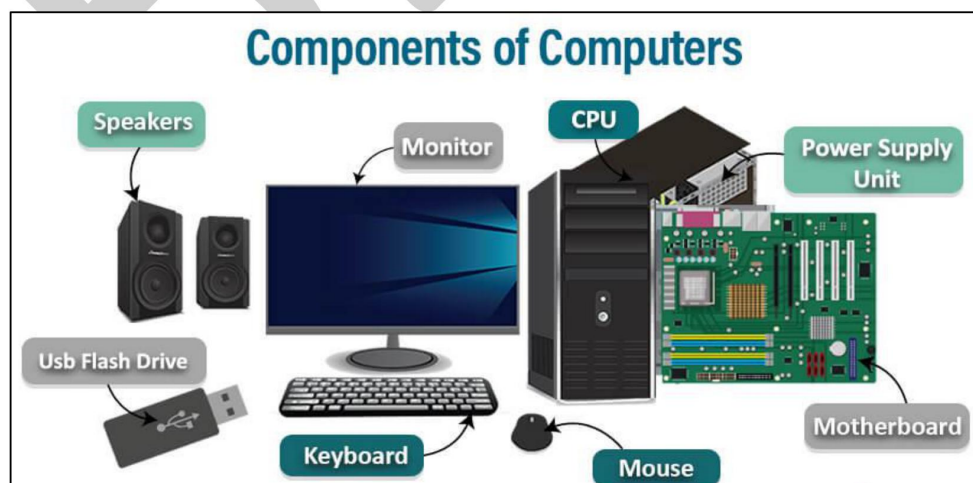 Components of Computers
Speakers
Monitor
CPU
Power Supply
Unit
Usb Flash Drive
Keyboard
Mouse
Motherboard